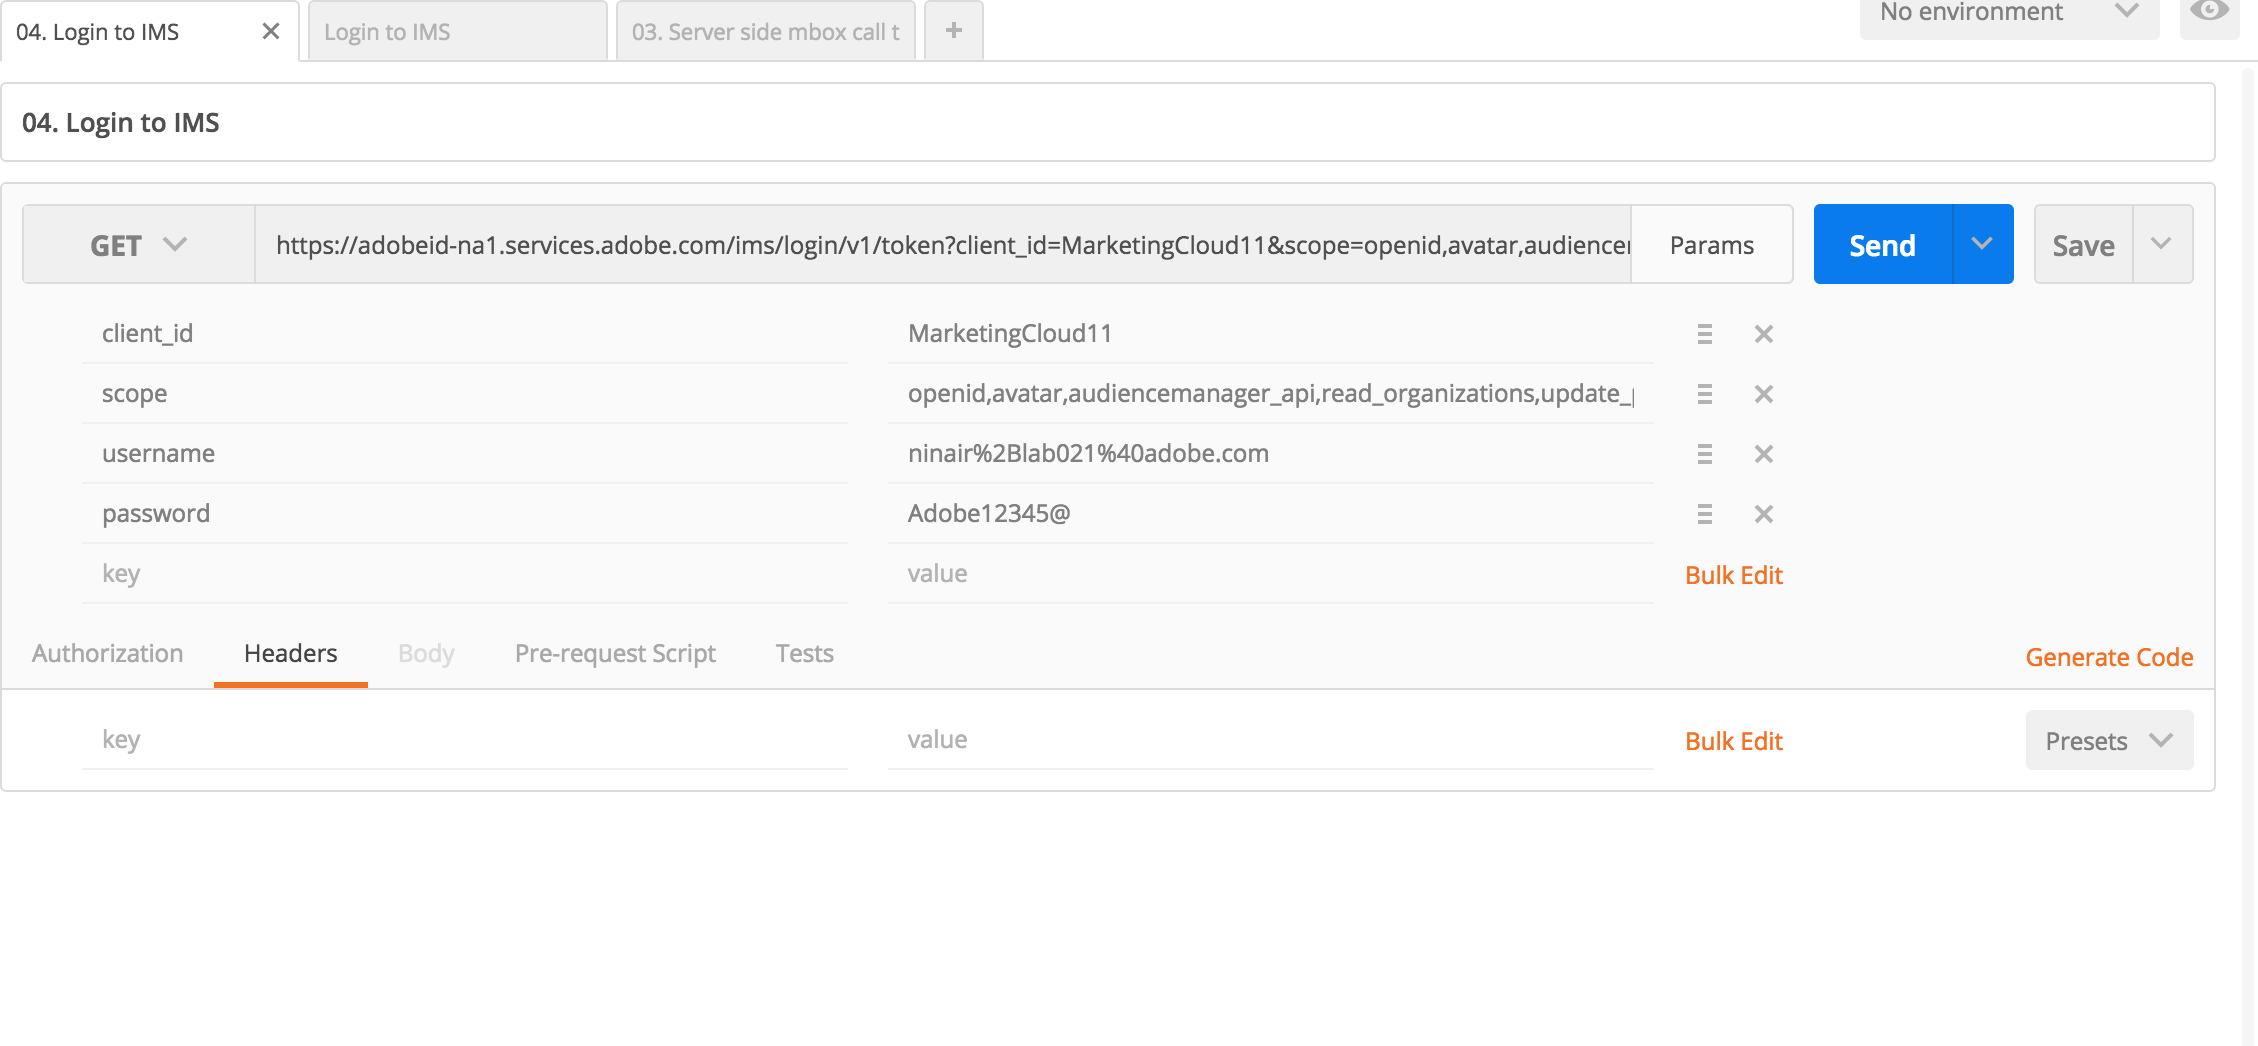 04. Login to IMS
Login to IMS
03. Server side mbox call t
No environment
04. Login to IMS
GET
https://adobeid-na1.services.adobe.com/ims/login/v1/token?client_id=MarketingCloud11&scope=openid,avatar,audiencer
Params
Send
Save
client_id MarketingCloud11
scope openid,avatar,audiencemanager_api,read_organizations,update_p
username ninair%2Blab021%40adobe.com
password Adobe12345@
key value Bulk Edit
Authorization Headers Body Pre-request Script Tests Generate Code
key value Bulk Edit Presets